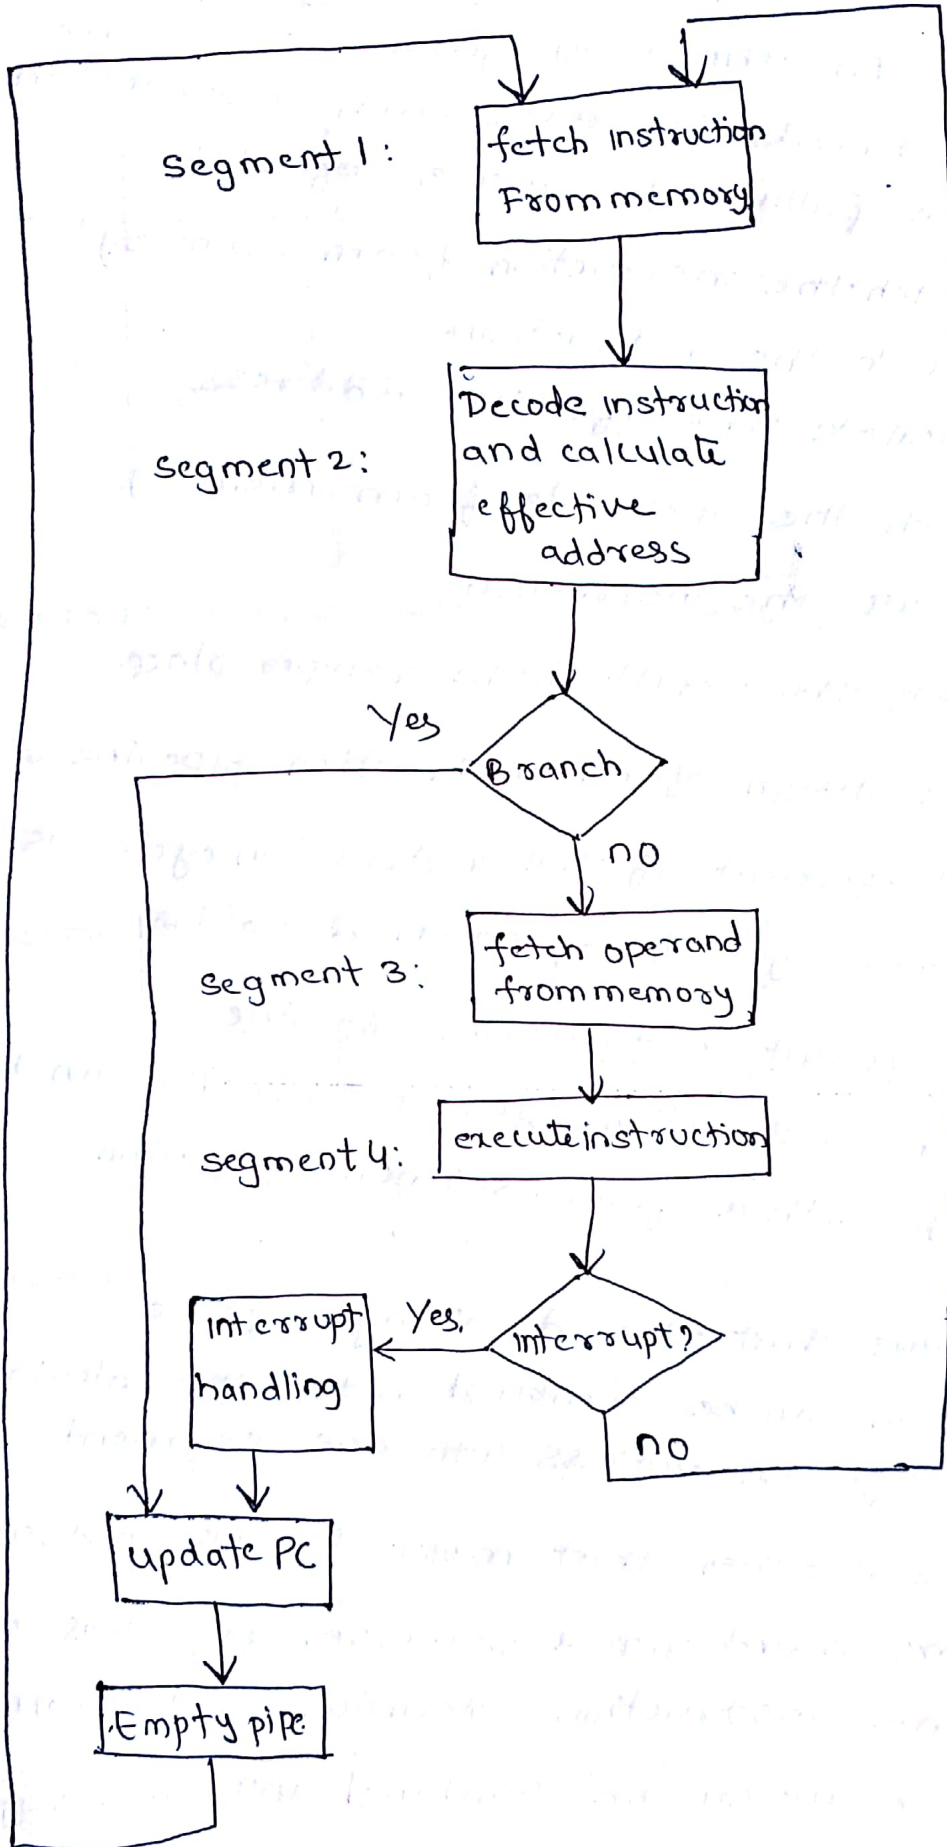 segment 1:
fetch instruction
From memory
segment 2:
Decode instruction
and calculate
effective
address
Yes
Branch
no
segment 3:
fetch operand
from memory
segment 4:
execute instruction
interrupt
handling
Yes.
interrupt?
no
update PC
Empty pipe